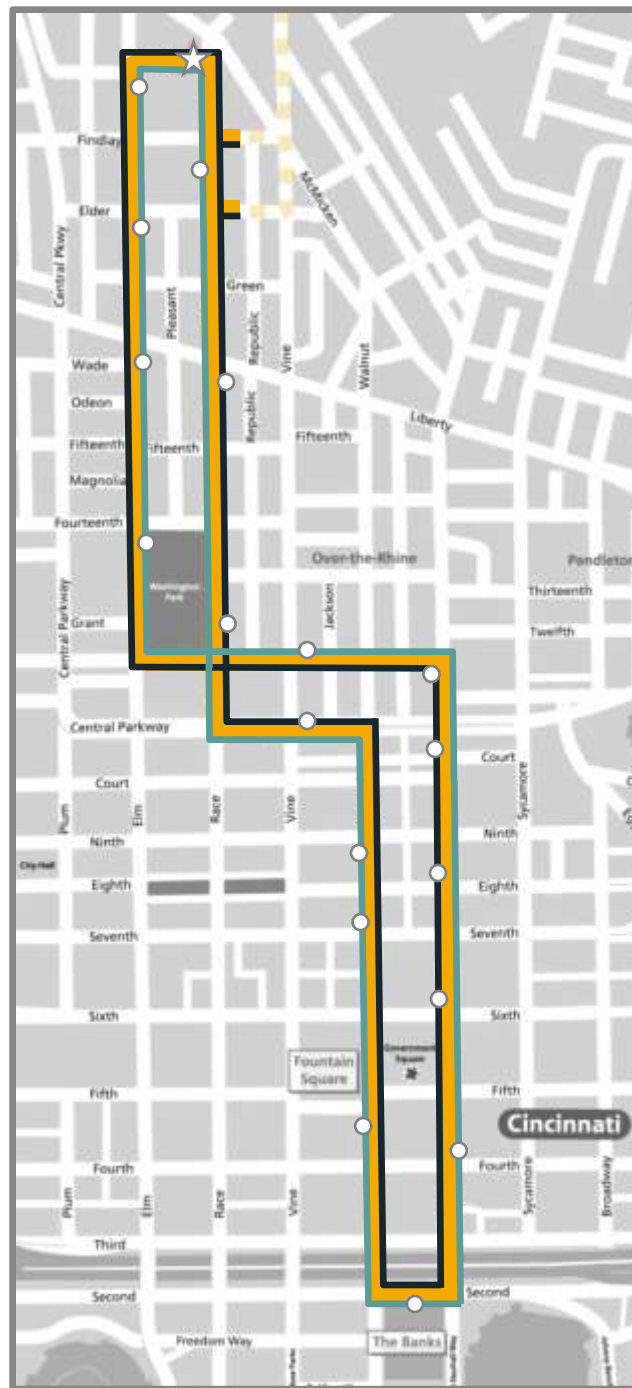 Findlay
McMicken
Elder
Central Pkwy
Green
Pleasant
Republic
Vine
Walnut
Wade
Odeon
Republic
Liberty
Fifteenth
Fifteenth
Fifteenth
Magnolia
Fourteenth
Over-the-Rhine
Pendleton
Washington
Park
Thirteenth
Jackson
Central Parkway
Grant
Twelfth
Central Parkway
Court
Court
Sycamore
Plum
Elm
Race
Vine
Ninth
Ninth
City Hall
Eighth
Eighth
Seventh
Seventh
Sixth
Sixth
Government
Square
Fountain
Square
Fifth
Fifth
Cincinnati
Fourth
Fourth
Plum
Elm
Race
Vine
Sycamore
Broadway
Third
Second
Second
Freedom Way
The Banks